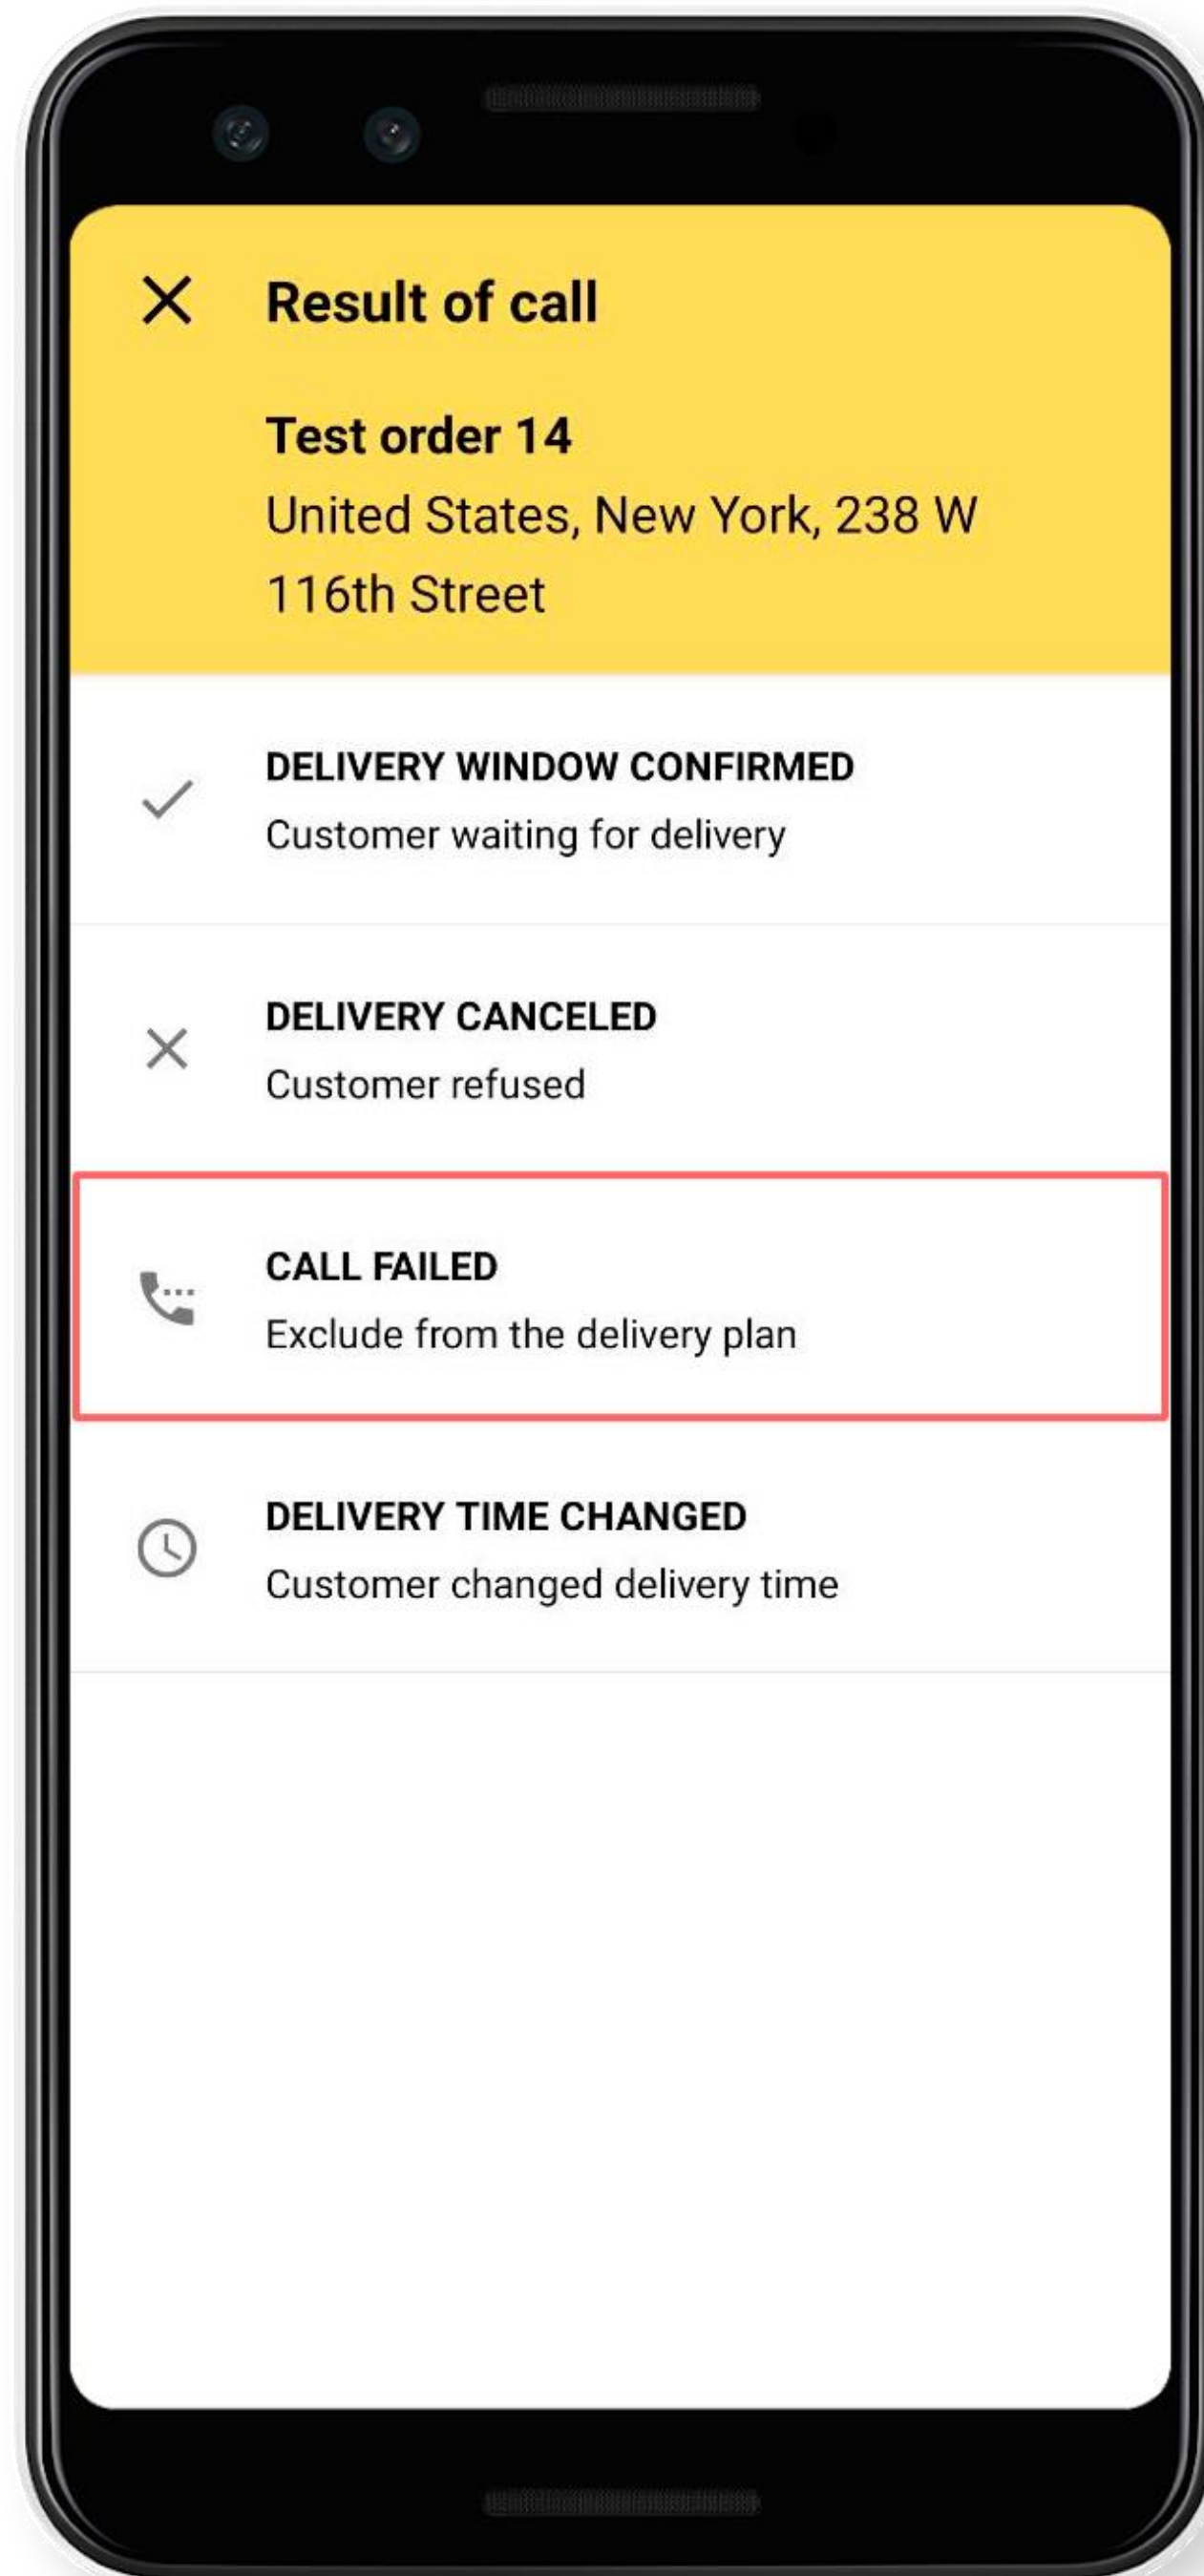 Result of call
Test order 14
United States, New York, 238 W
116th Street
DELIVERY WINDOW CONFIRMED
Customer waiting for delivery
DELIVERY CANCELED
Customer refused
CALL FAILED
Exclude from the delivery plan
DELIVERY TIME CHANGED
Customer changed delivery time